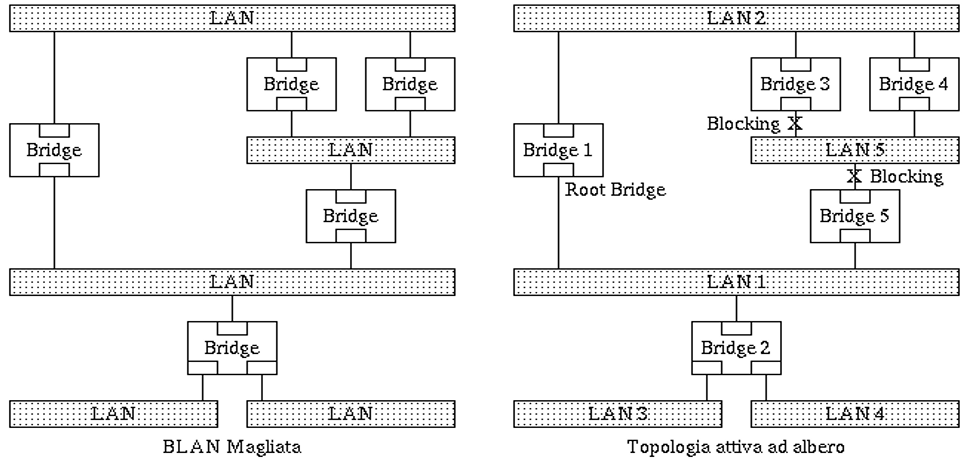 LAN
Bridge
Bridge
Bridge
LAN
Bridge
LAN
Bridge
LAN
LAN
BLAN Magliata
LAN 2
Bridge 3
Bridge 4
Blocking X
Bridge 1
LAN 5
Root Bridge
X Blocking
Bridge 5
LAN 1
Bridge 2
LAN 3
LAN 4
Topologia attiva ad albero